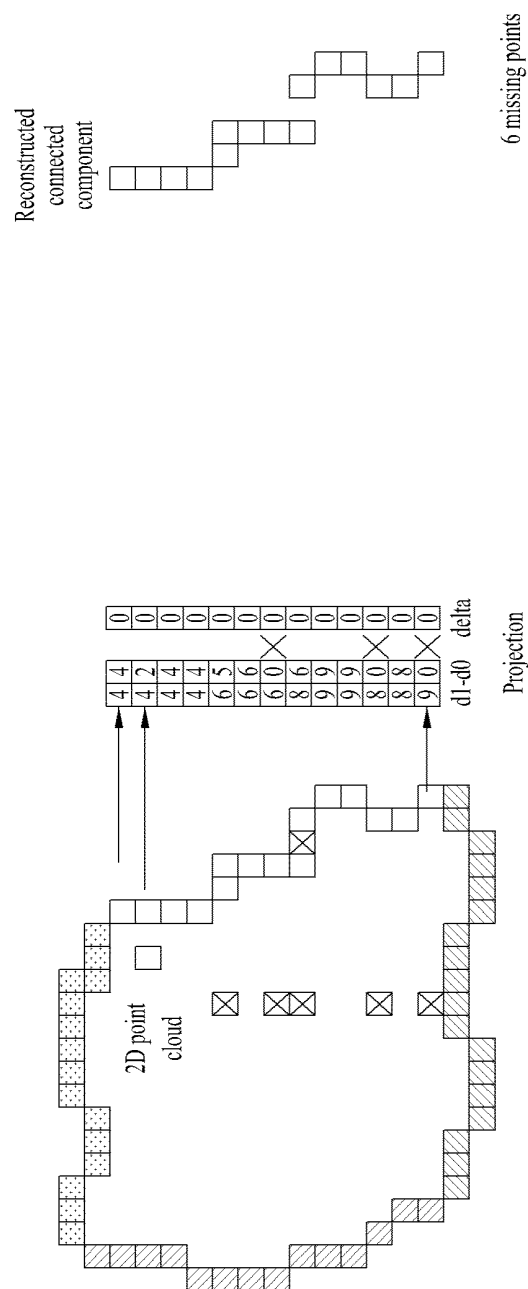 Reconstructed
connected
component
2D point
cloud
4 4 0
4 2 0
4 4 0
4 4 0
6 5 0
6 6 0
6 0 0
8 6 0
9 9 0
9 9 0
8 0 0
8 8 0
9 0 0
d1-d0 delta
Projection
6 missing points